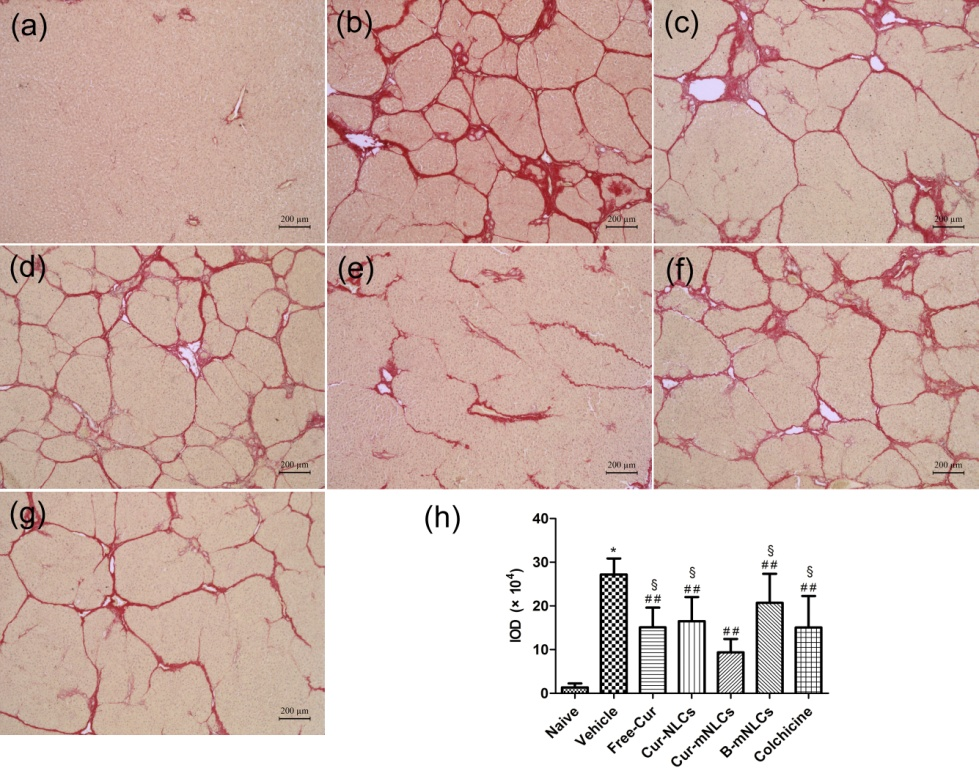 (a)
200 µm
(b)
200 µm
(c)
200 µm
(d)
200 µm
(e)
200 µm
(f)
200 µm
(g)
200 µm
(h)
IOD (× 10⁴)
40
30
20
10
0
*
§
##
§
##
##
§
##
§
##
Naive
Vehicle
Free-Cur
Cur-NLCs
Cur-mNLCs
B-mNLCs
Colchicine